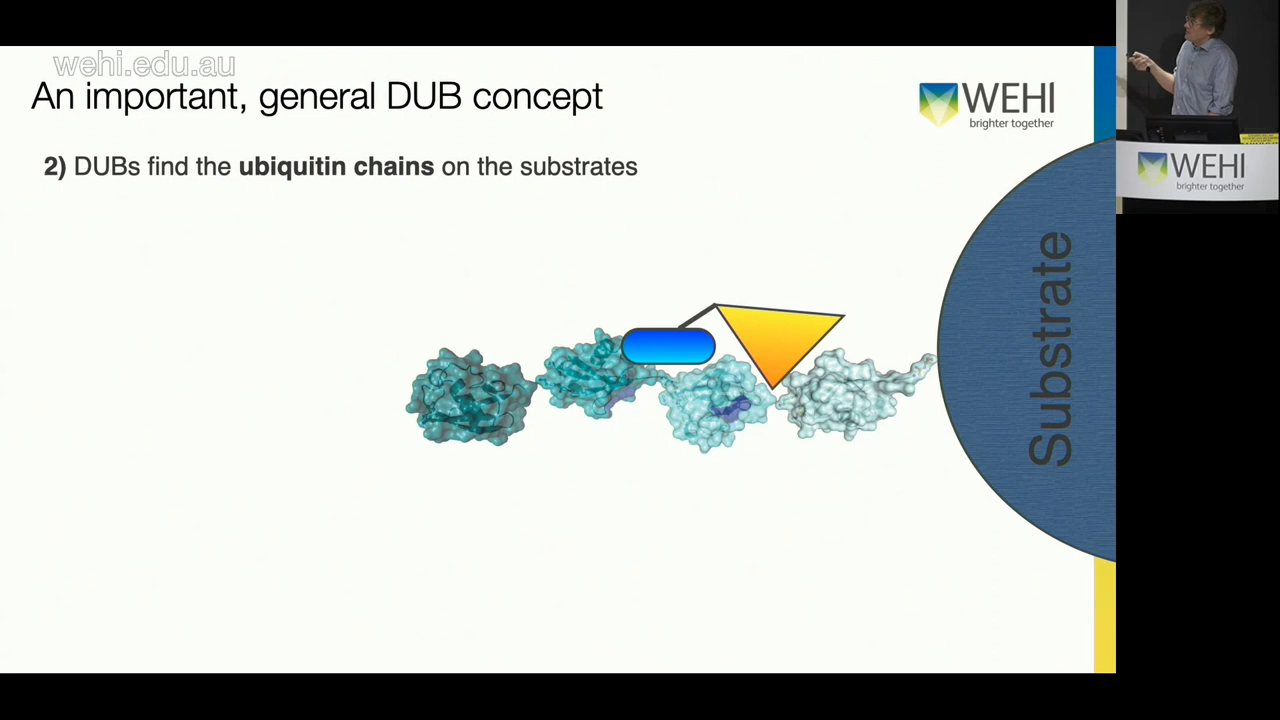 wehi.edu.au
An important, general DUB concept
WEHI
brighter together
2) DUBs find the ubiquitin chains on the substrates
Substrate
WEHI
brighter together